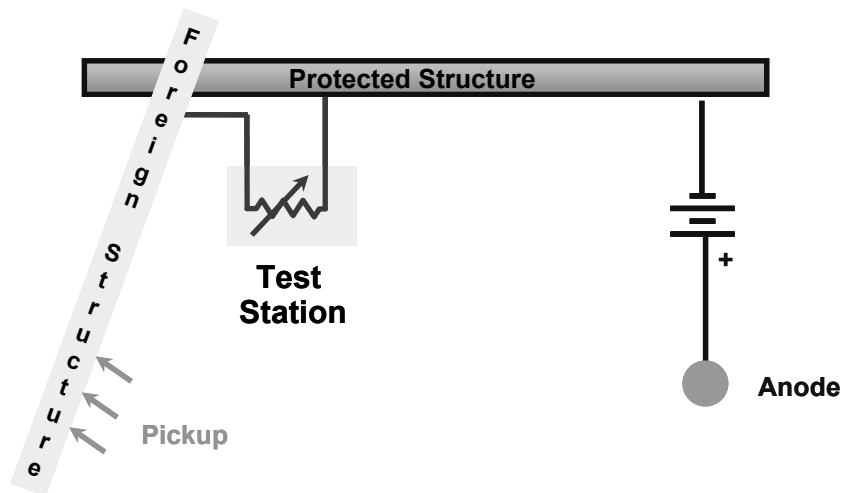 Foreign Structure
Protected Structure
Test
Station
+
Anode
Pickup